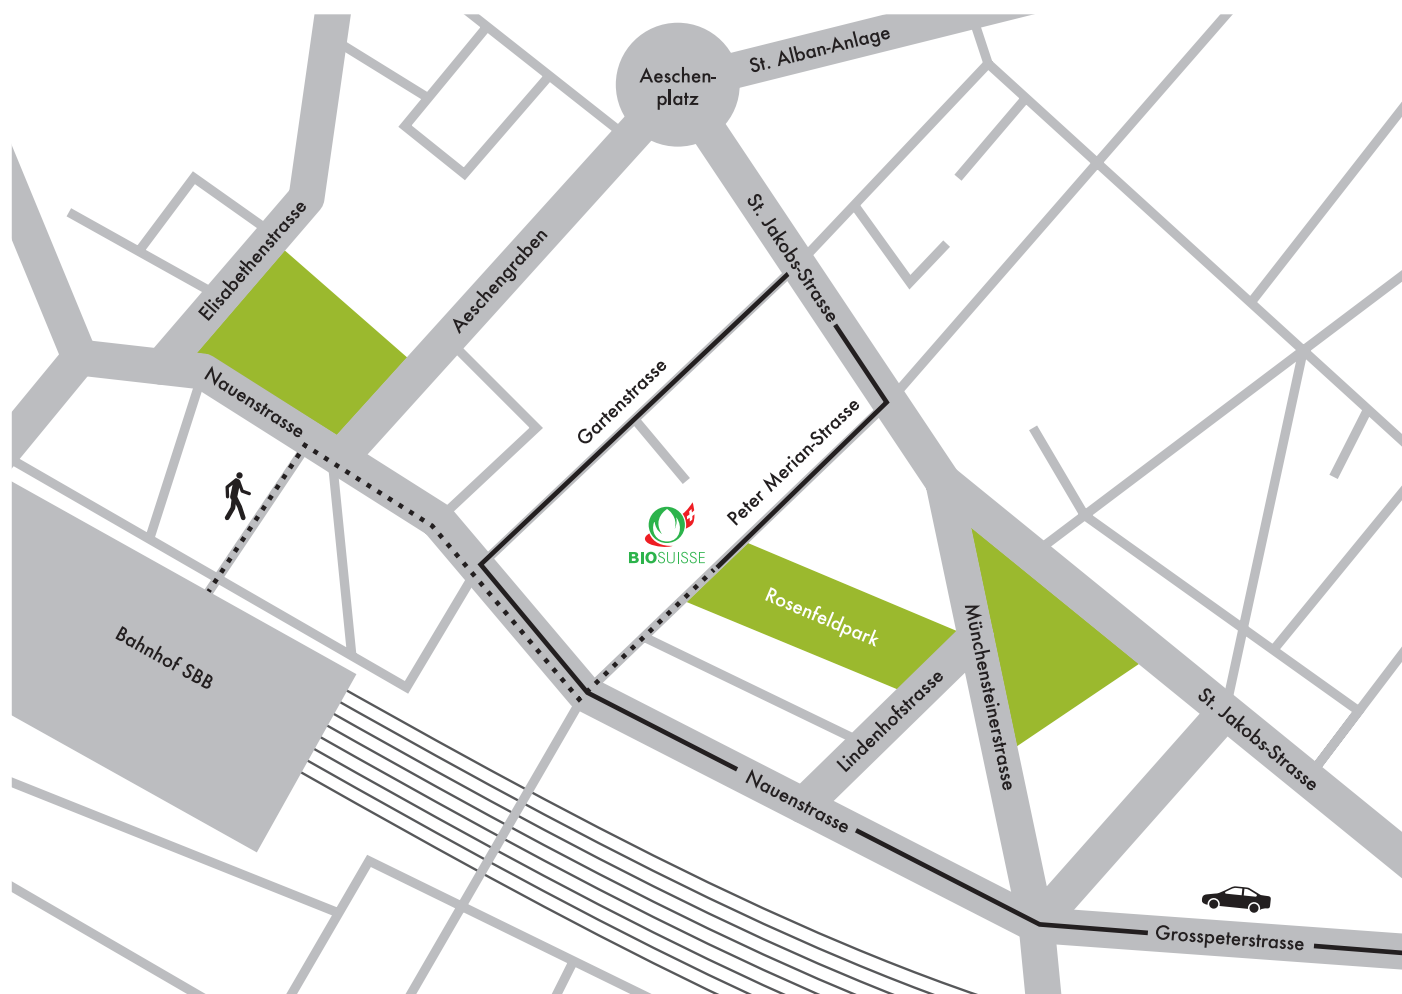 Aeschen-
platz
St. Alban-Anlage
St. Jakobs-Strasse
Elisabethenstrasse
Aeschengraben
Nauenstrasse
Gartenstrasse
Peter Merian-Strasse
BIOSUISSE
Rosenfeldpark
Bahnhof SBB
Münchensteinerstrasse
Lindenhofstrasse
St. Jakobs-Strasse
Nauenstrasse
Grosspeterstrasse